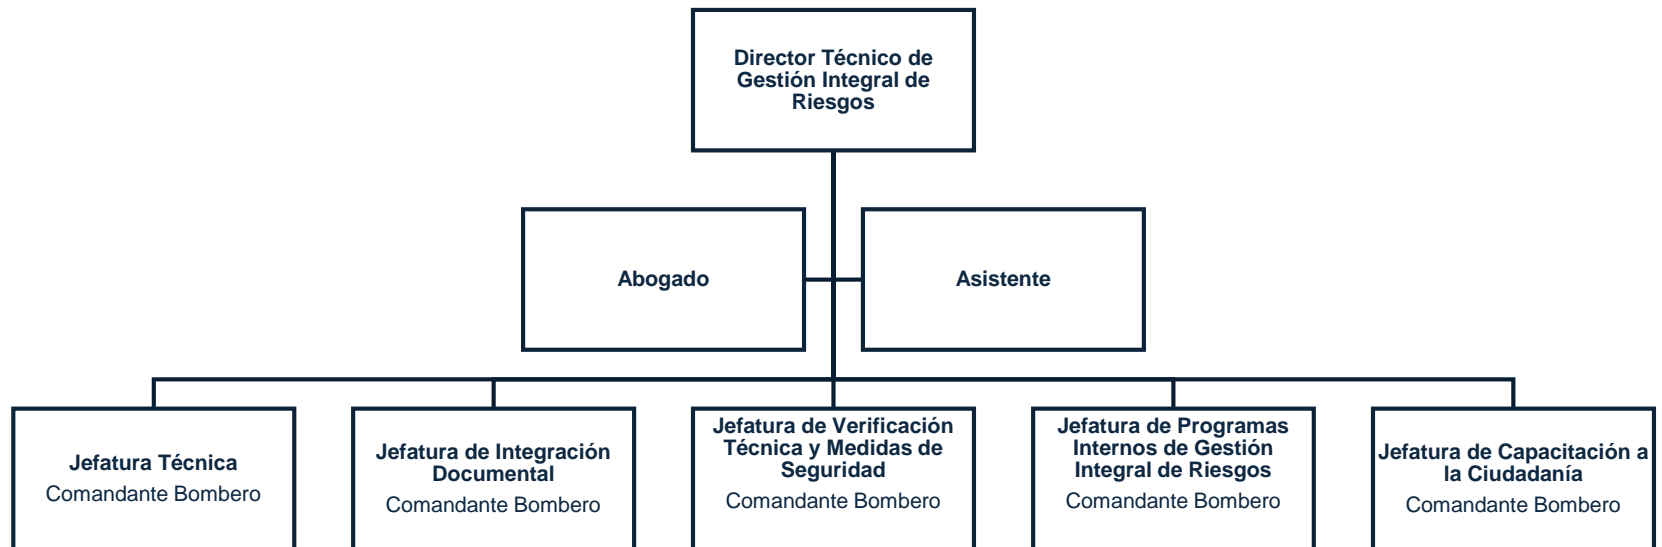 Director Técnico de
Gestión Integral de
Riesgos
Abogado
Asistente
Jefatura Técnica
Comandante Bombero
Jefatura de Integración
Documental
Comandante Bombero
Jefatura de Verificación
Técnica y Medidas de
Seguridad
Comandante Bombero
Jefatura de Programas
Internos de Gestión
Integral de Riesgos
Comandante Bombero
Jefatura de Capacitación a
la Ciudadanía
Comandante Bombero